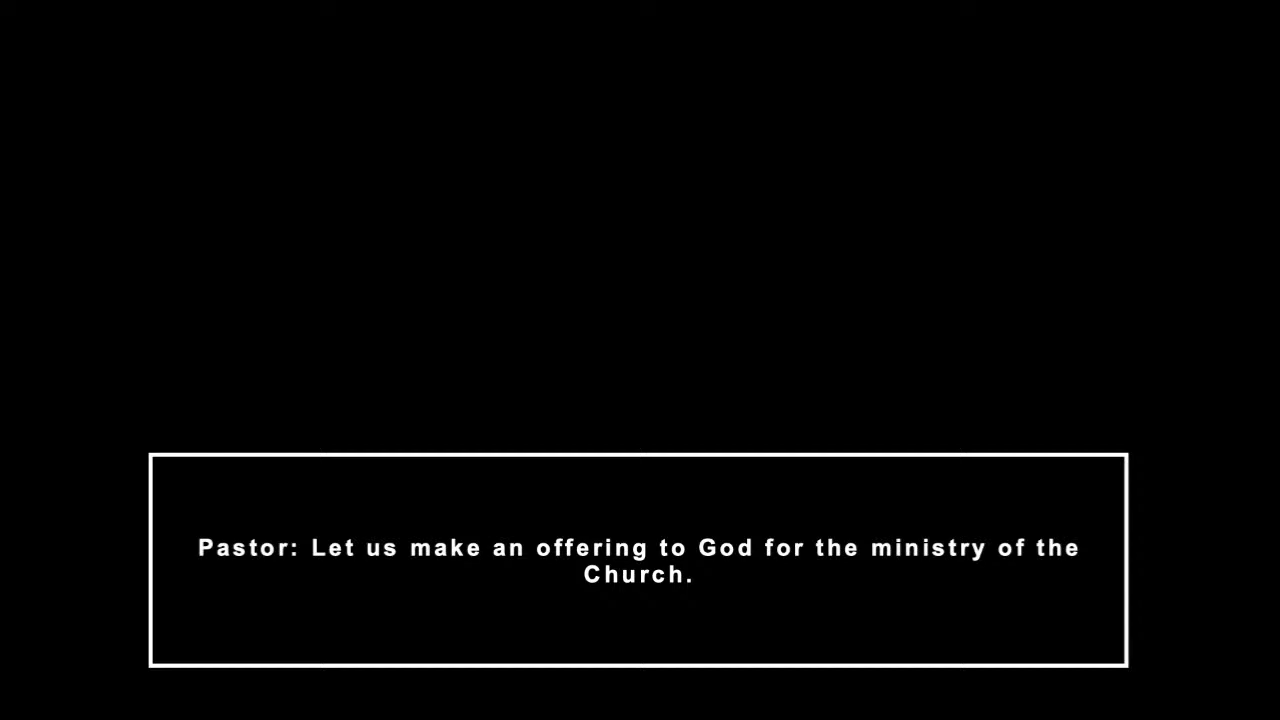 Pastor: Let us make an offering to God for the ministry of the
Church.